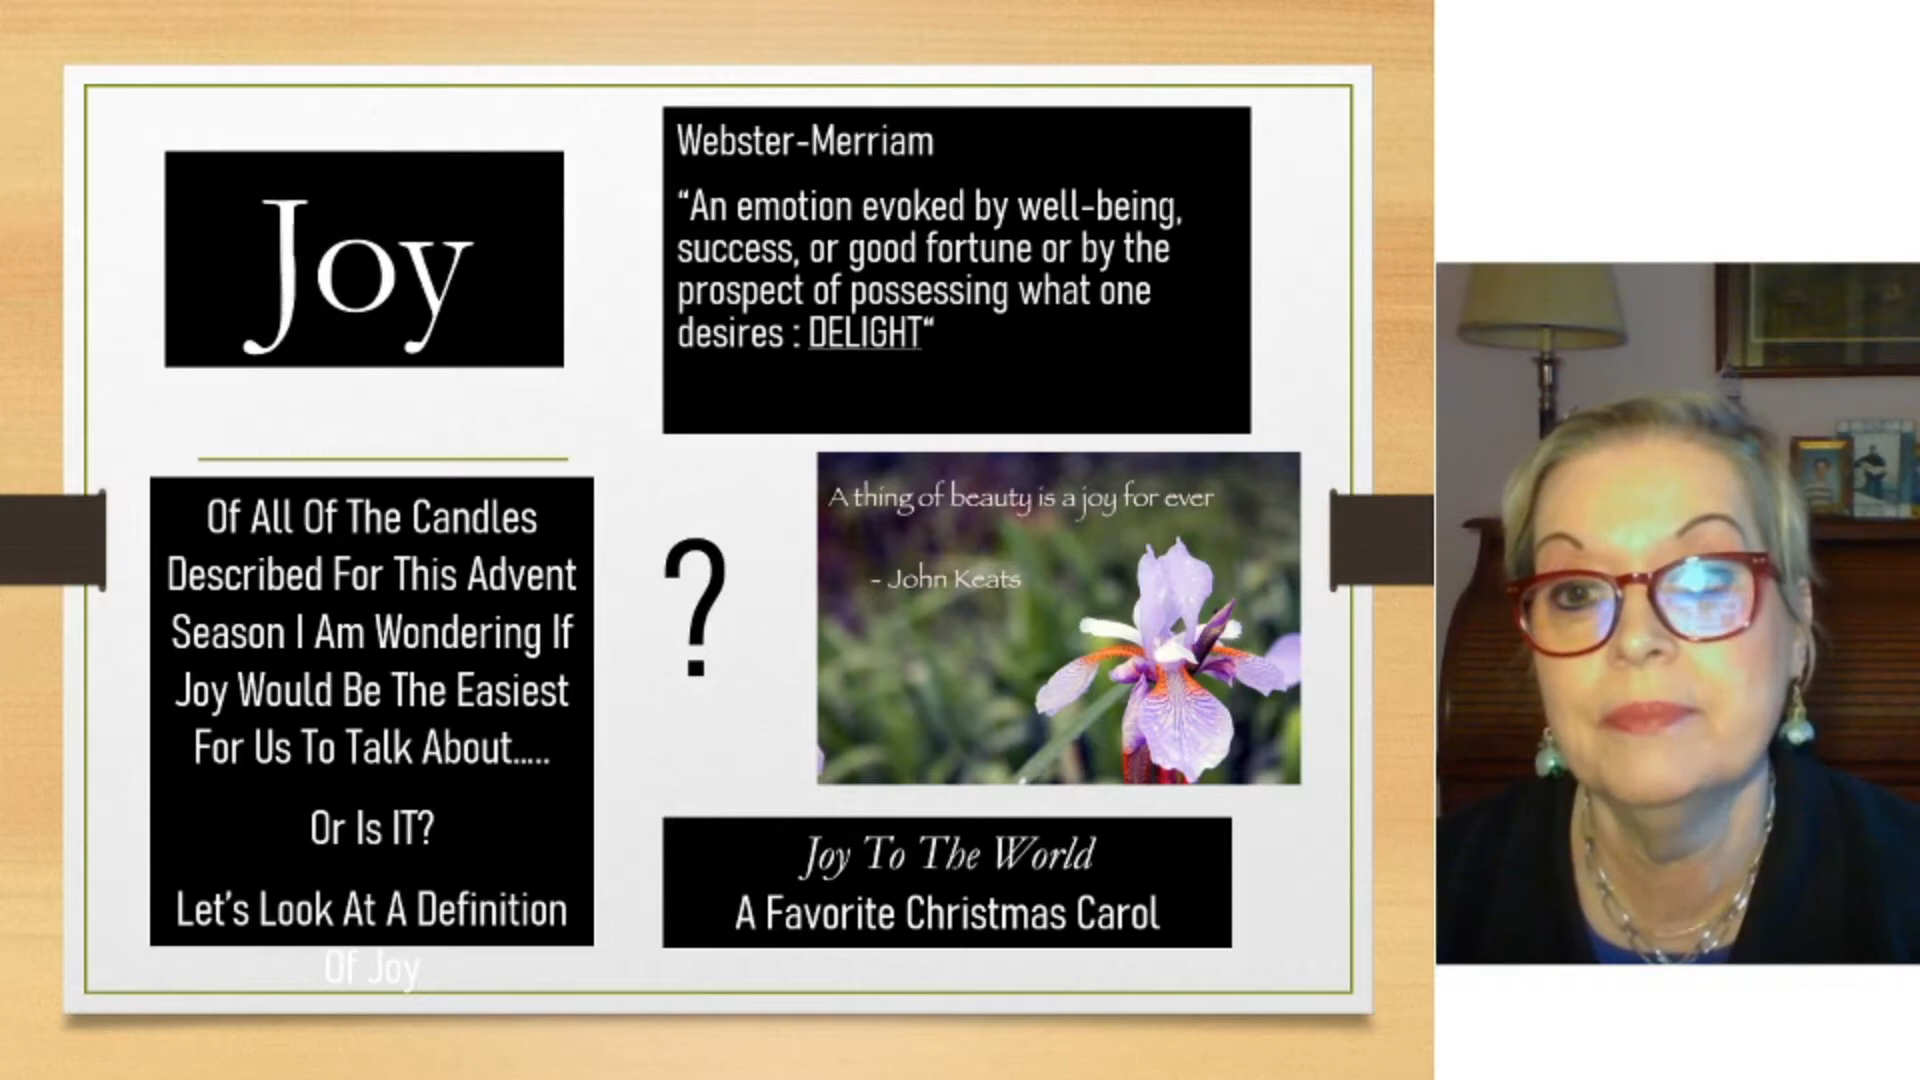 Joy
Webster-Merriam
“An emotion evoked by well-being,
success, or good fortune or by the
prospect of possessing what one
desires : DELIGHT“
Of All Of The Candles
Described For This Advent
Season I Am Wondering If
Joy Would Be The Easiest
For Us To Talk About.....
Or Is IT?
Let’s Look At A Definition
Of Joy
?
A thing of beauty is a joy for ever
- John Keats
Joy To The World
A Favorite Christmas Carol